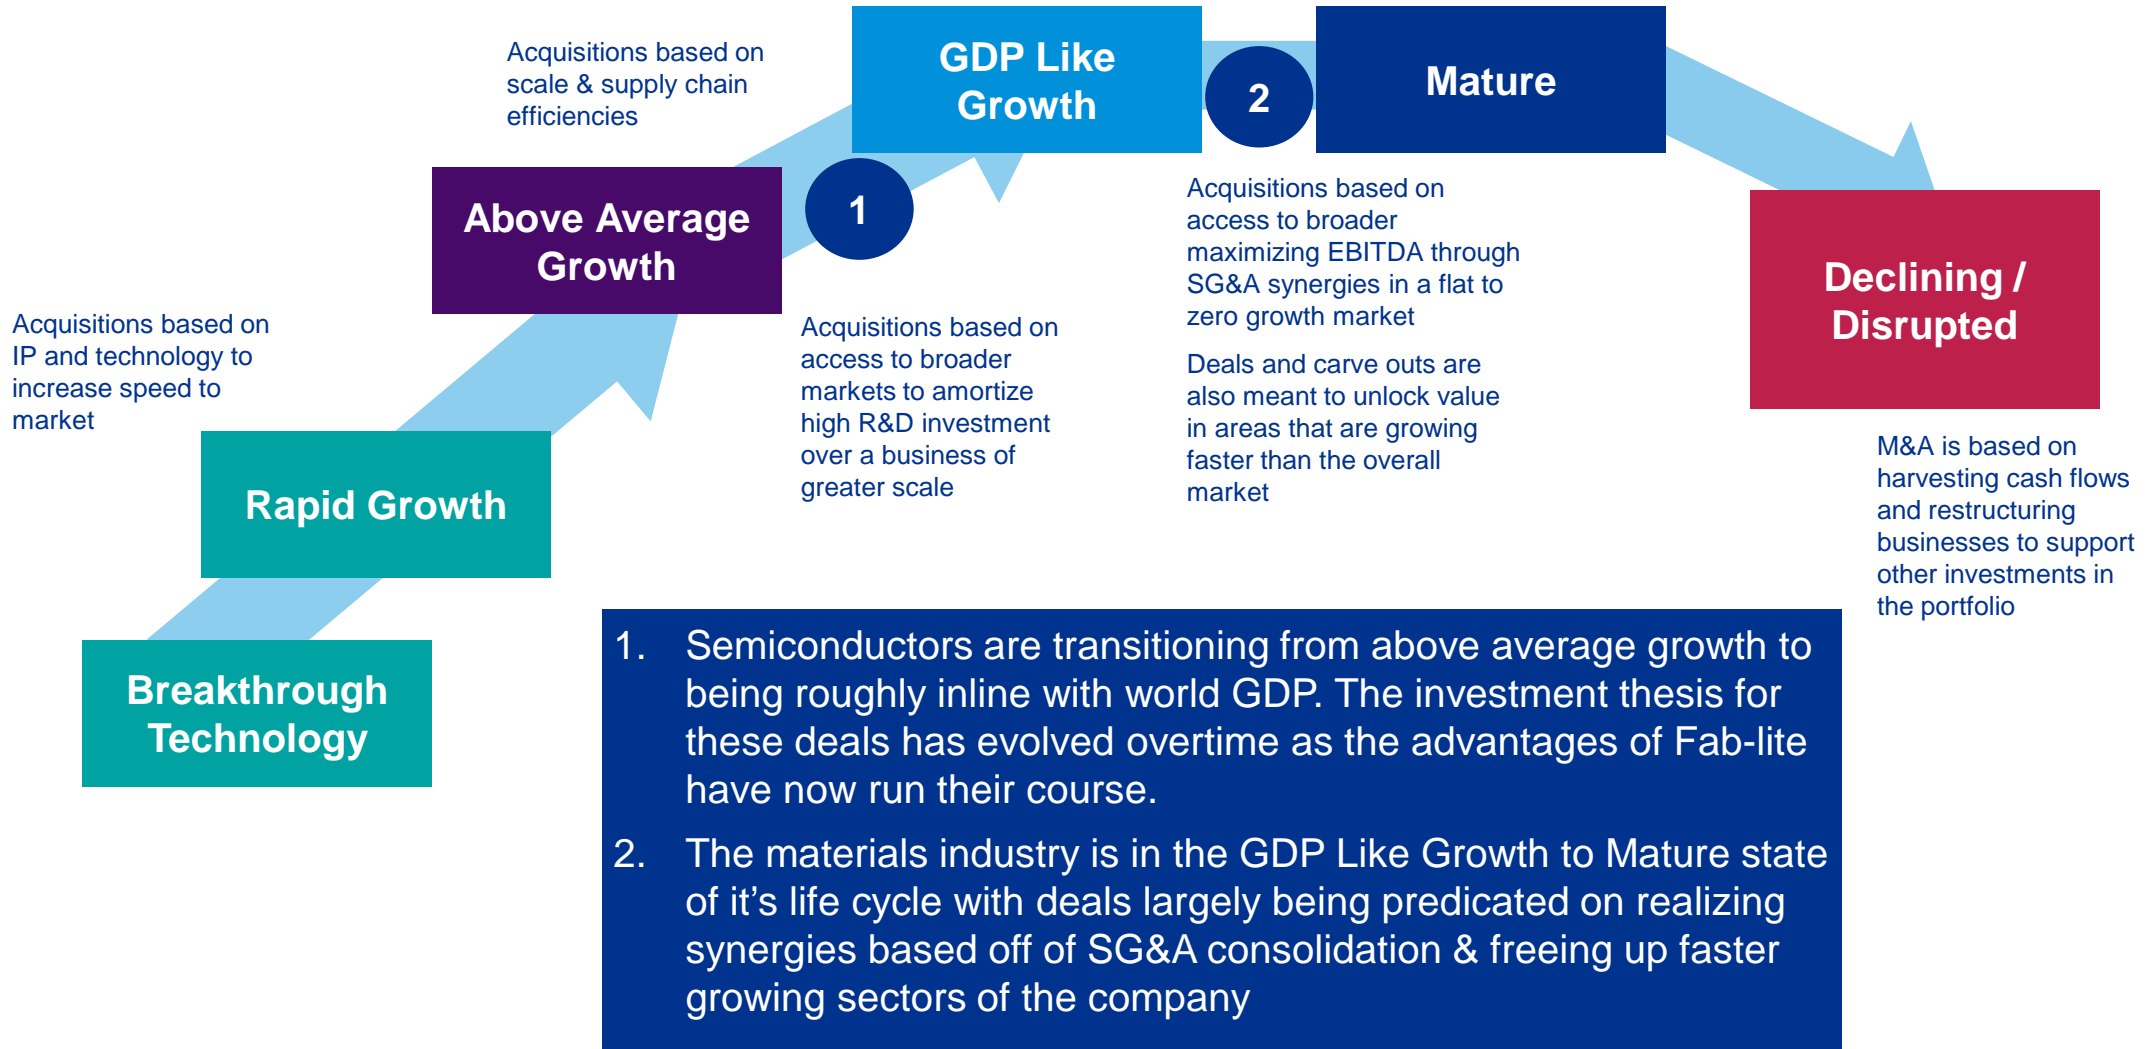 Acquisitions based on
scale & supply chain
efficiencies
GDP Like
Growth
2
Mature
Above Average
Growth
1
Acquisitions based on
access to broader
maximizing EBITDA through
SG&A synergies in a flat to
zero growth market
Deals and carve outs are
also meant to unlock value
in areas that are growing
faster than the overall
market
Declining /
Disrupted
Acquisitions based on
IP and technology to
increase speed to
market
Acquisitions based on
access to broader
markets to amortize
high R&D investment
over a business of
greater scale
Rapid Growth
M&A is based on
harvesting cash flows
and restructuring
businesses to support
other investments in
the portfolio
Breakthrough
Technology
1. Semiconductors are transitioning from above average growth to
being roughly inline with world GDP. The investment thesis for
these deals has evolved overtime as the advantages of Fab-lite
have now run their course.
2. The materials industry is in the GDP Like Growth to Mature state
of it’s life cycle with deals largely being predicated on realizing
synergies based off of SG&A consolidation & freeing up faster
growing sectors of the company